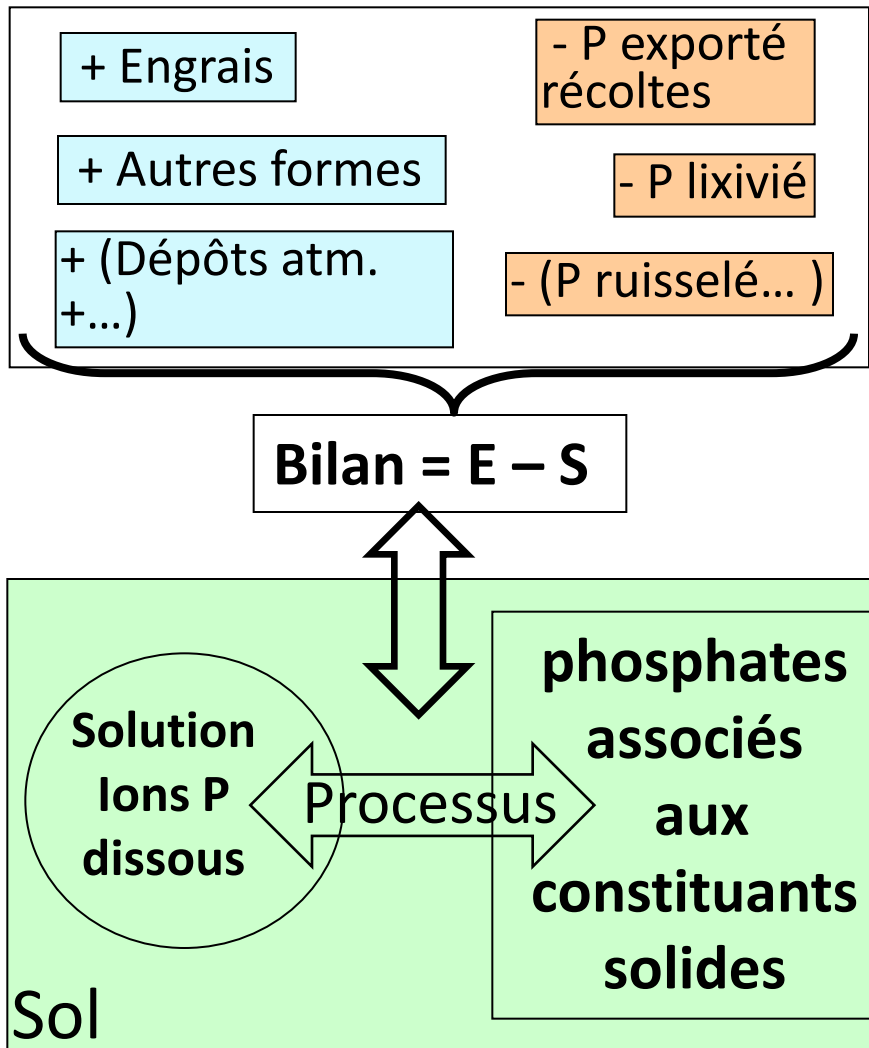 + Engrais
+ Autres formes
+ (Dépôts atm.
+...)
- P exporté
récoltes
- P lixivié
- (P ruisselé... )
Bilan = E – S
Solution
Ions P
dissous
Processus
phosphates
associés
aux
constituants
solides
Sol